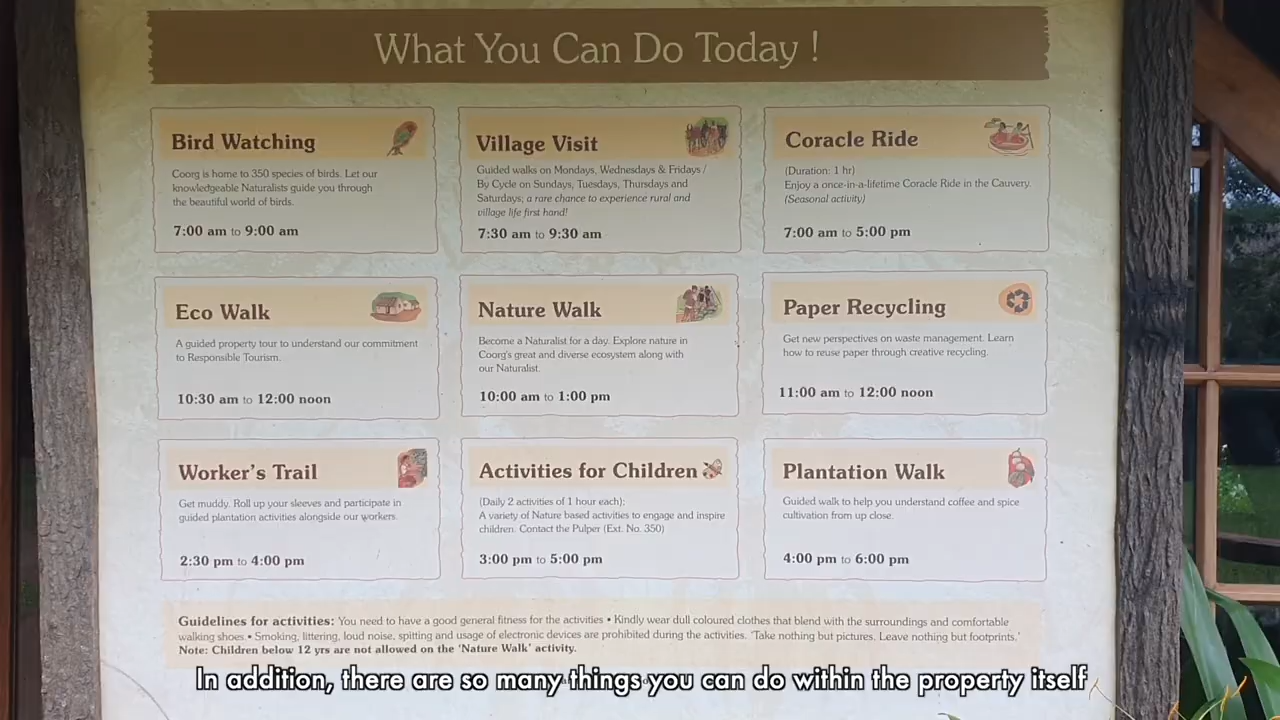 What You Can Do Today !
Bird Watching
Coorg is home to 350 species of birds. Let our
knowledgeable Naturalists guide you through
the beautiful world of birds.
7:00 am to 9:00 am
Village Visit
Guided walks on Mondays, Wednesdays & Fridays /
By Cycle on Sundays, Tuesdays, Thursdays and
Saturdays; a rare chance to experience rural and
village life first hand!
7:30 am to 9:30 am
Coracle Ride
(Duration: 1 hr)
Enjoy a once-in-a-lifetime Coracle Ride in the Cauvery.
(Seasonal activity)
7:00 am to 5:00 pm
Eco Walk
A guided property tour to understand our commitment
to Responsible Tourism.
10:30 am to 12:00 noon
Nature Walk
Become a Naturalist for a day. Explore nature in
Coorg's great and diverse ecosystem along with
our Naturalist.
10:00 am to 1:00 pm
Paper Recycling
Get new perspectives on waste management. Learn
how to reuse paper through creative recycling.
11:00 am to 12:00 noon
Worker's Trail
Get muddy. Roll up your sleeves and participate in
guided plantation activities alongside our workers.
2:30 pm to 4:00 pm
Activities for Children
(Daily 2 activities of 1 hour each):
A variety of Nature based activities to engage and inspire
children. Contact the Pulper (Ext. No. 350)
3:00 pm to 5:00 pm
Plantation Walk
Guided walk to help you understand coffee and spice
cultivation from up close.
4:00 pm to 6:00 pm
Guidelines for activities: You need to have a good general fitness for the activities • Kindly wear dull coloured clothes that blend with the surroundings and comfortable
walking shoes. • Smoking, littering, loud noise, spitting and usage of electronic devices are prohibited during the activities. 'Take nothing but pictures. Leave nothing but footprints.'
Note: Children below 12 yrs are not allowed on the 'Nature Walk' activity.
In addition, there are so many things you can do within the property itself